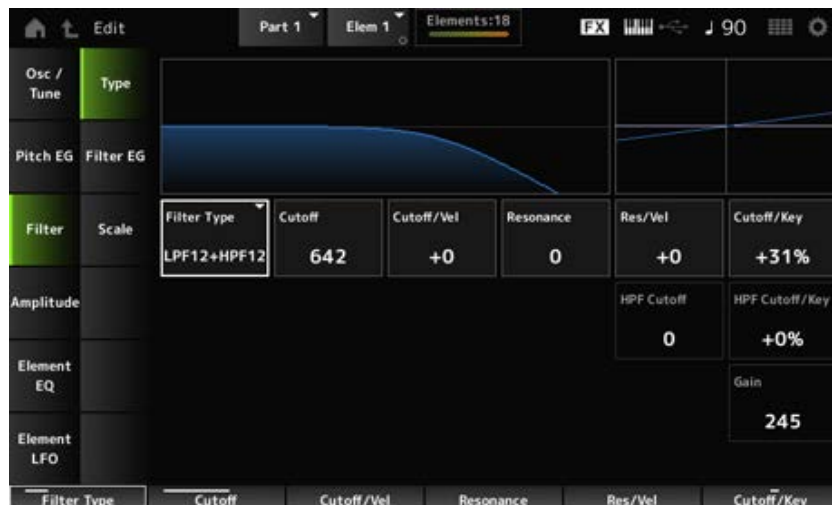 Edit
Part 1
Elem 1
Elements:18
FX
♩ 90
Osc /
Tune
Type
Pitch EG
Filter EG
Filter
Scale
Amplitude
Element
EQ
Element
LFO
Filter Type
LPF12+HPF12
Cutoff
642
Cutoff/Vel
+0
Resonance
0
Res/Vel
+0
Cutoff/Key
+31%
HPF Cutoff
0
HPF Cutoff/Key
+0%
Gain
245
Filter Type
Cutoff
Cutoff/Vel
Resonance
Res/Vel
Cutoff/Key